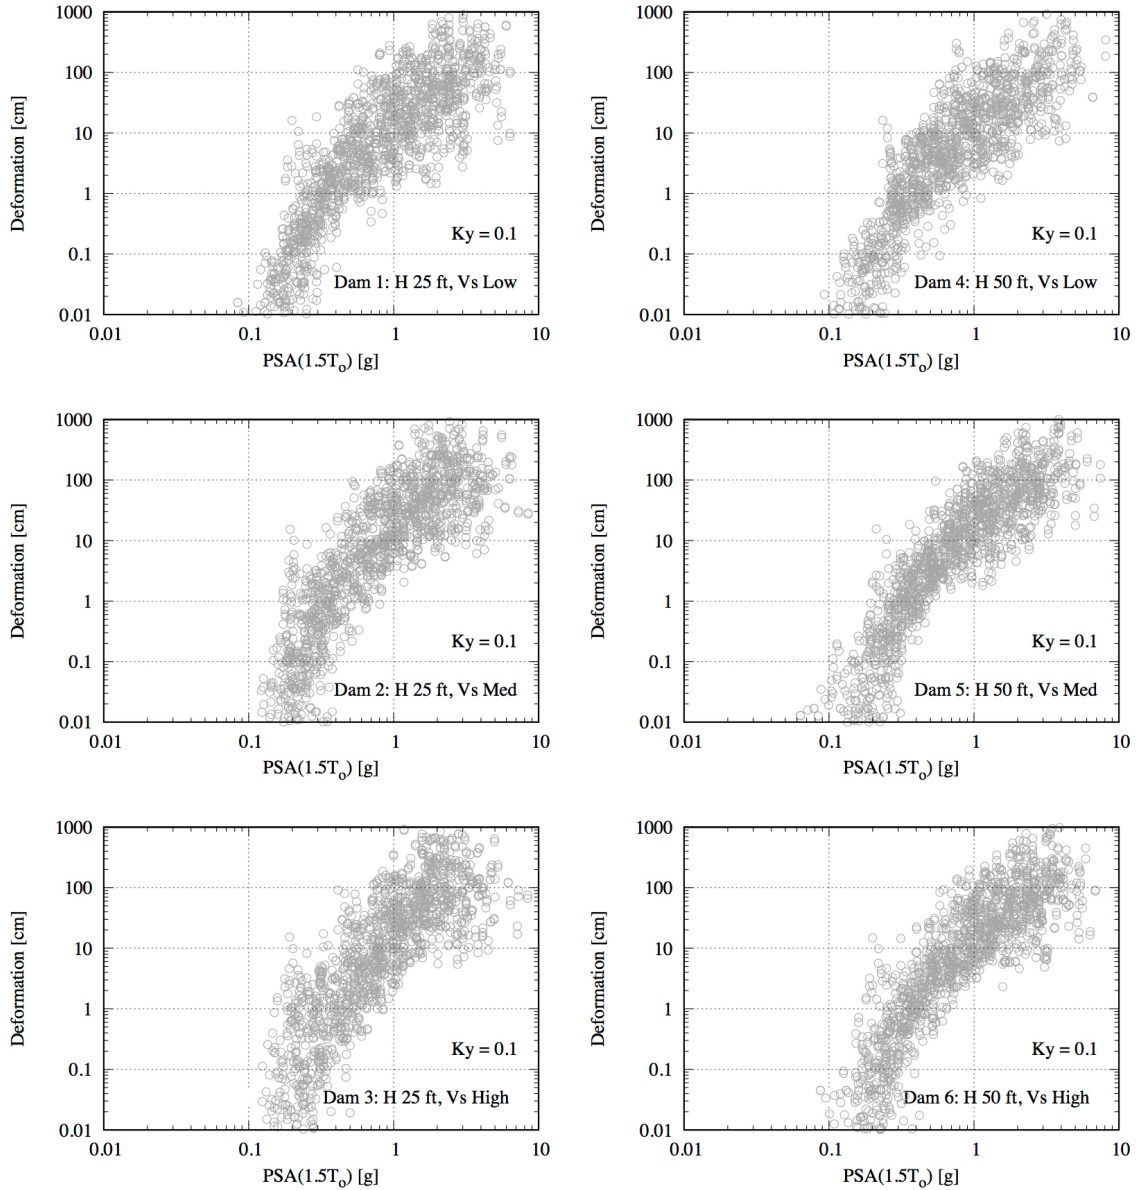 1000
100
10
1
0.1
0.01
Deformation [cm]
Ky = 0.1
Dam 1: H 25 ft, Vs Low
0.01 0.1 1 10
PSA(1.5To) [g]
1000
100
10
1
0.1
0.01
Deformation [cm]
Ky = 0.1
Dam 4: H 50 ft, Vs Low
0.01 0.1 1 10
PSA(1.5To) [g]
1000
100
10
1
0.1
0.01
Deformation [cm]
Ky = 0.1
Dam 2: H 25 ft, Vs Med
0.01 0.1 1 10
PSA(1.5To) [g]
1000
100
10
1
0.1
0.01
Deformation [cm]
Ky = 0.1
Dam 5: H 50 ft, Vs Med
0.01 0.1 1 10
PSA(1.5To) [g]
1000
100
10
1
0.1
0.01
Deformation [cm]
Ky = 0.1
Dam 3: H 25 ft, Vs High
0.01 0.1 1 10
PSA(1.5To) [g]
1000
100
10
1
0.1
0.01
Deformation [cm]
Ky = 0.1
Dam 6: H 50 ft, Vs High
0.01 0.1 1 10
PSA(1.5To) [g]